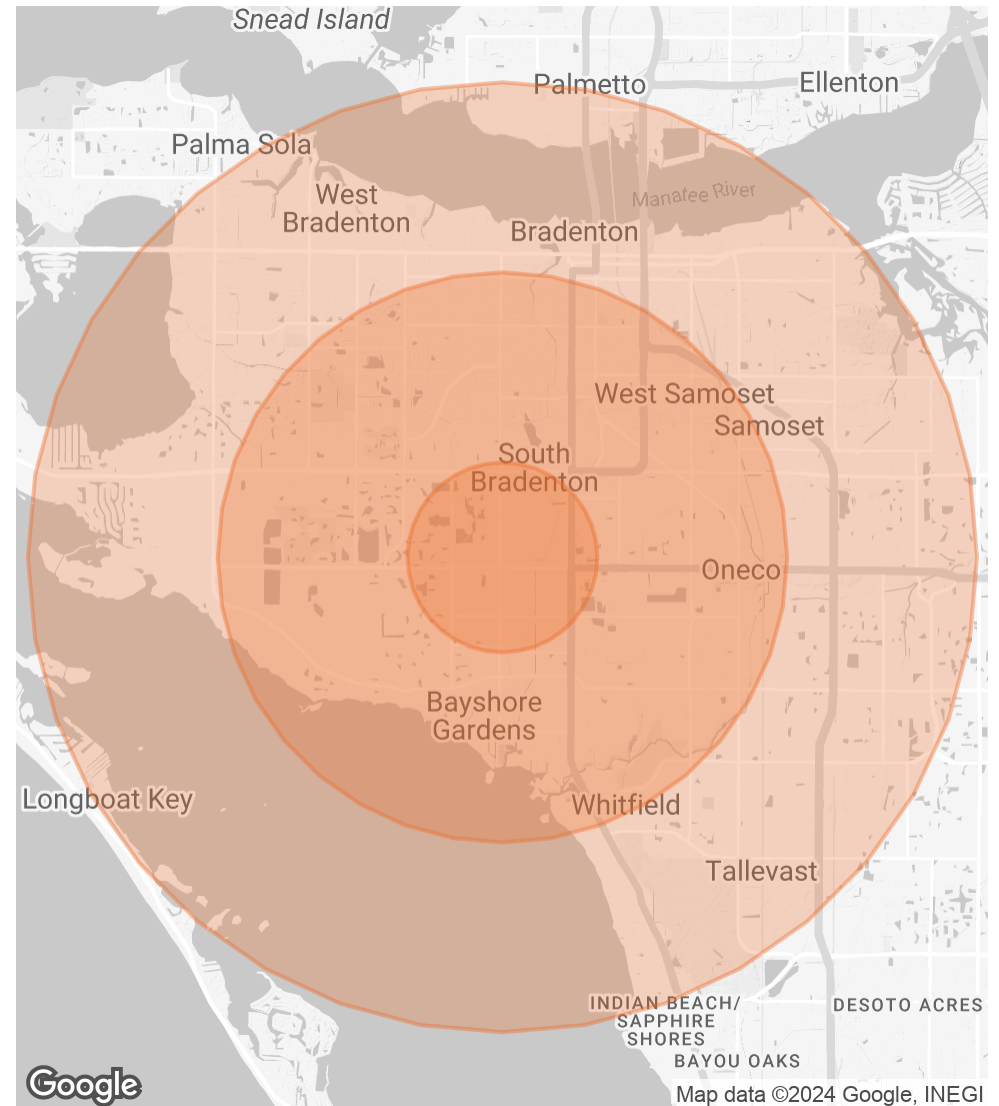 Snead Island
Palmetto
Ellenton
Palma Sola
West
Bradenton
Manatee River
Bradenton
West Samoset
Samoset
South
Bradenton
Oneco
Bayshore
Gardens
Longboat Key
Whitfield
Tallevast
INDIAN BEACH/
SAPPHIRE
SHORES
DESOTO ACRES
BAYOU OAKS
Google
Map data ©2024 Google, INEGI